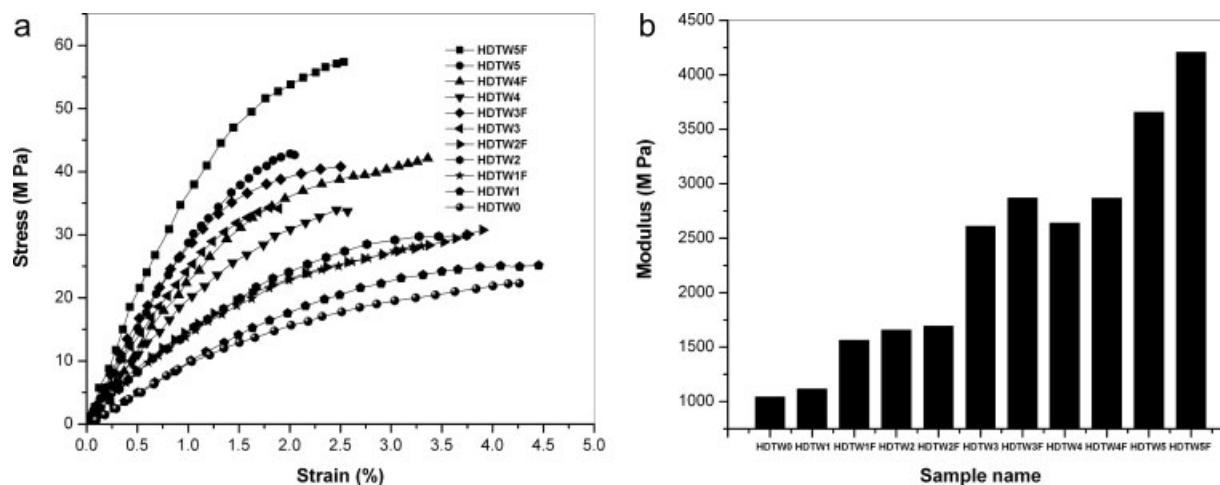 a
60
50
40
30
20
10
0
Stress (M Pa)
0.0 0.5 1.0 1.5 2.0 2.5 3.0 3.5 4.0 4.5 5.0
Strain (%)
HDTW5F
HDTW5
HDTW4F
HDTW4
HDTW3F
HDTW3
HDTW2F
HDTW2
HDTW1F
HDTW1
HDTW0
b
4500
4250
3500
2750
2500
1500
1000
Modulus (M Pa)
HDTW0 HDTW1 HDTW1F HDTW2 HDTW2F HDTW3 HDTW3F HDTW4 HDTW4F HDTW5 HDTW5F
Sample name